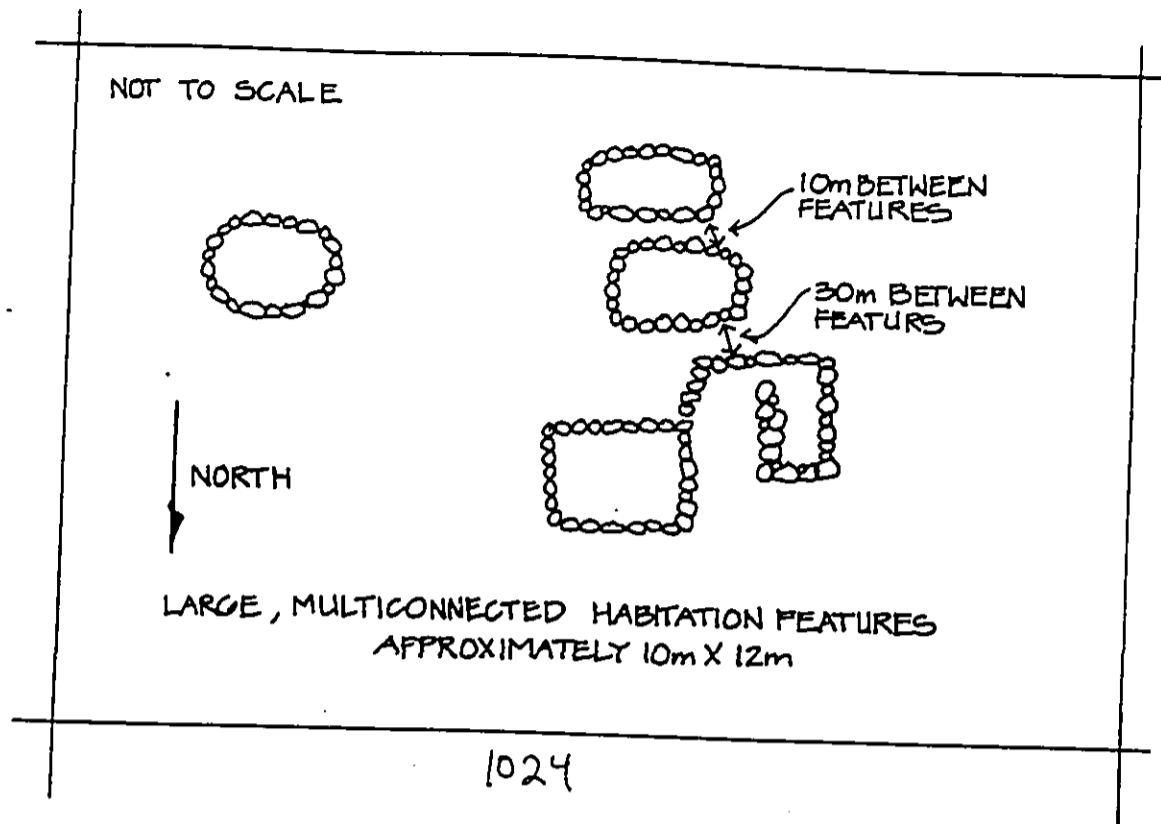 NOT TO SCALE
10m BETWEEN
FEATURES
30m BETWEEN
FEATURS
NORTH
LARGE, MULTICONNECTED HABITATION FEATURES
APPROXIMATELY 10m X 12m
1024